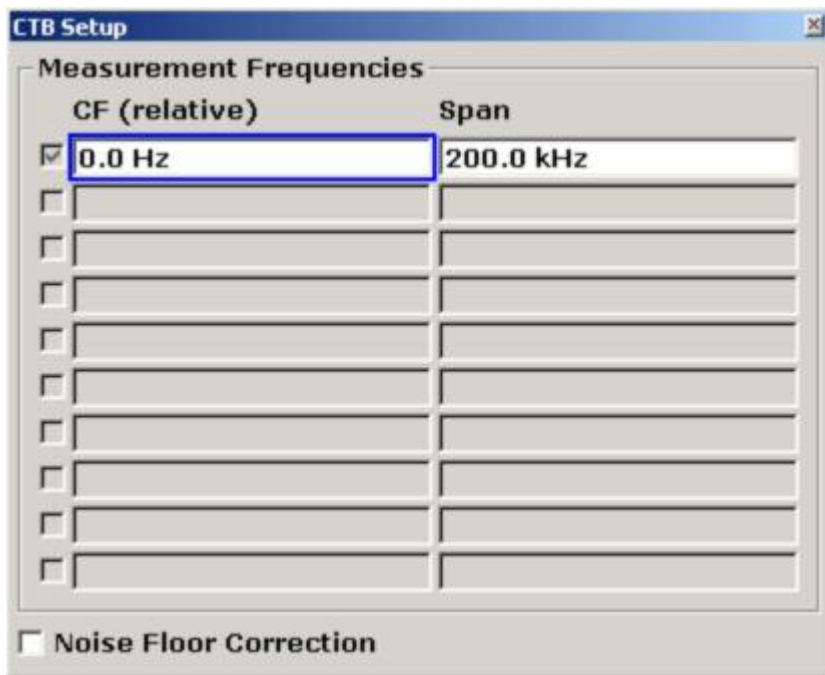 CTB Setup
Measurement Frequencies
CF (relative) Span
0.0 Hz 200.0 kHz
Noise Floor Correction